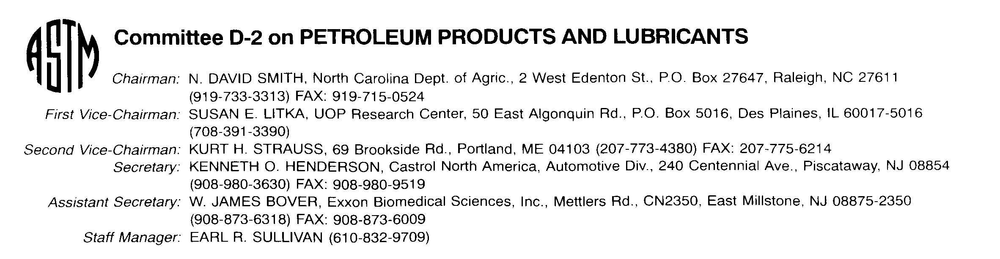 ASTM
Committee D-2 on PETROLEUM PRODUCTS AND LUBRICANTS
Chairman: N. DAVID SMITH, North Carolina Dept. of Agric., 2 West Edenton St., P.O. Box 27647, Raleigh, NC 27611
(919-733-3313) FAX: 919-715-0524
First Vice-Chairman: SUSAN E. LITKA, UOP Research Center, 50 East Algonquin Rd., P.O. Box 5016, Des Plaines, IL 60017-5016
(708-391-3390)
Second Vice-Chairman: KURT H. STRAUSS, 69 Brookside Rd., Portland, ME 04103 (207-773-4380) FAX: 207-775-6214
Secretary: KENNETH O. HENDERSON, Castrol North America, Automotive Div., 240 Centennial Ave., Piscataway, NJ 08854
(908-980-3630) FAX: 908-980-9519
Assistant Secretary: W. JAMES BOVER, Exxon Biomedical Sciences, Inc., Mettlers Rd., CN2350, East Millstone, NJ 08875-2350
(908-873-6318) FAX: 908-873-6009
Staff Manager: EARL R. SULLIVAN (610-832-9709)